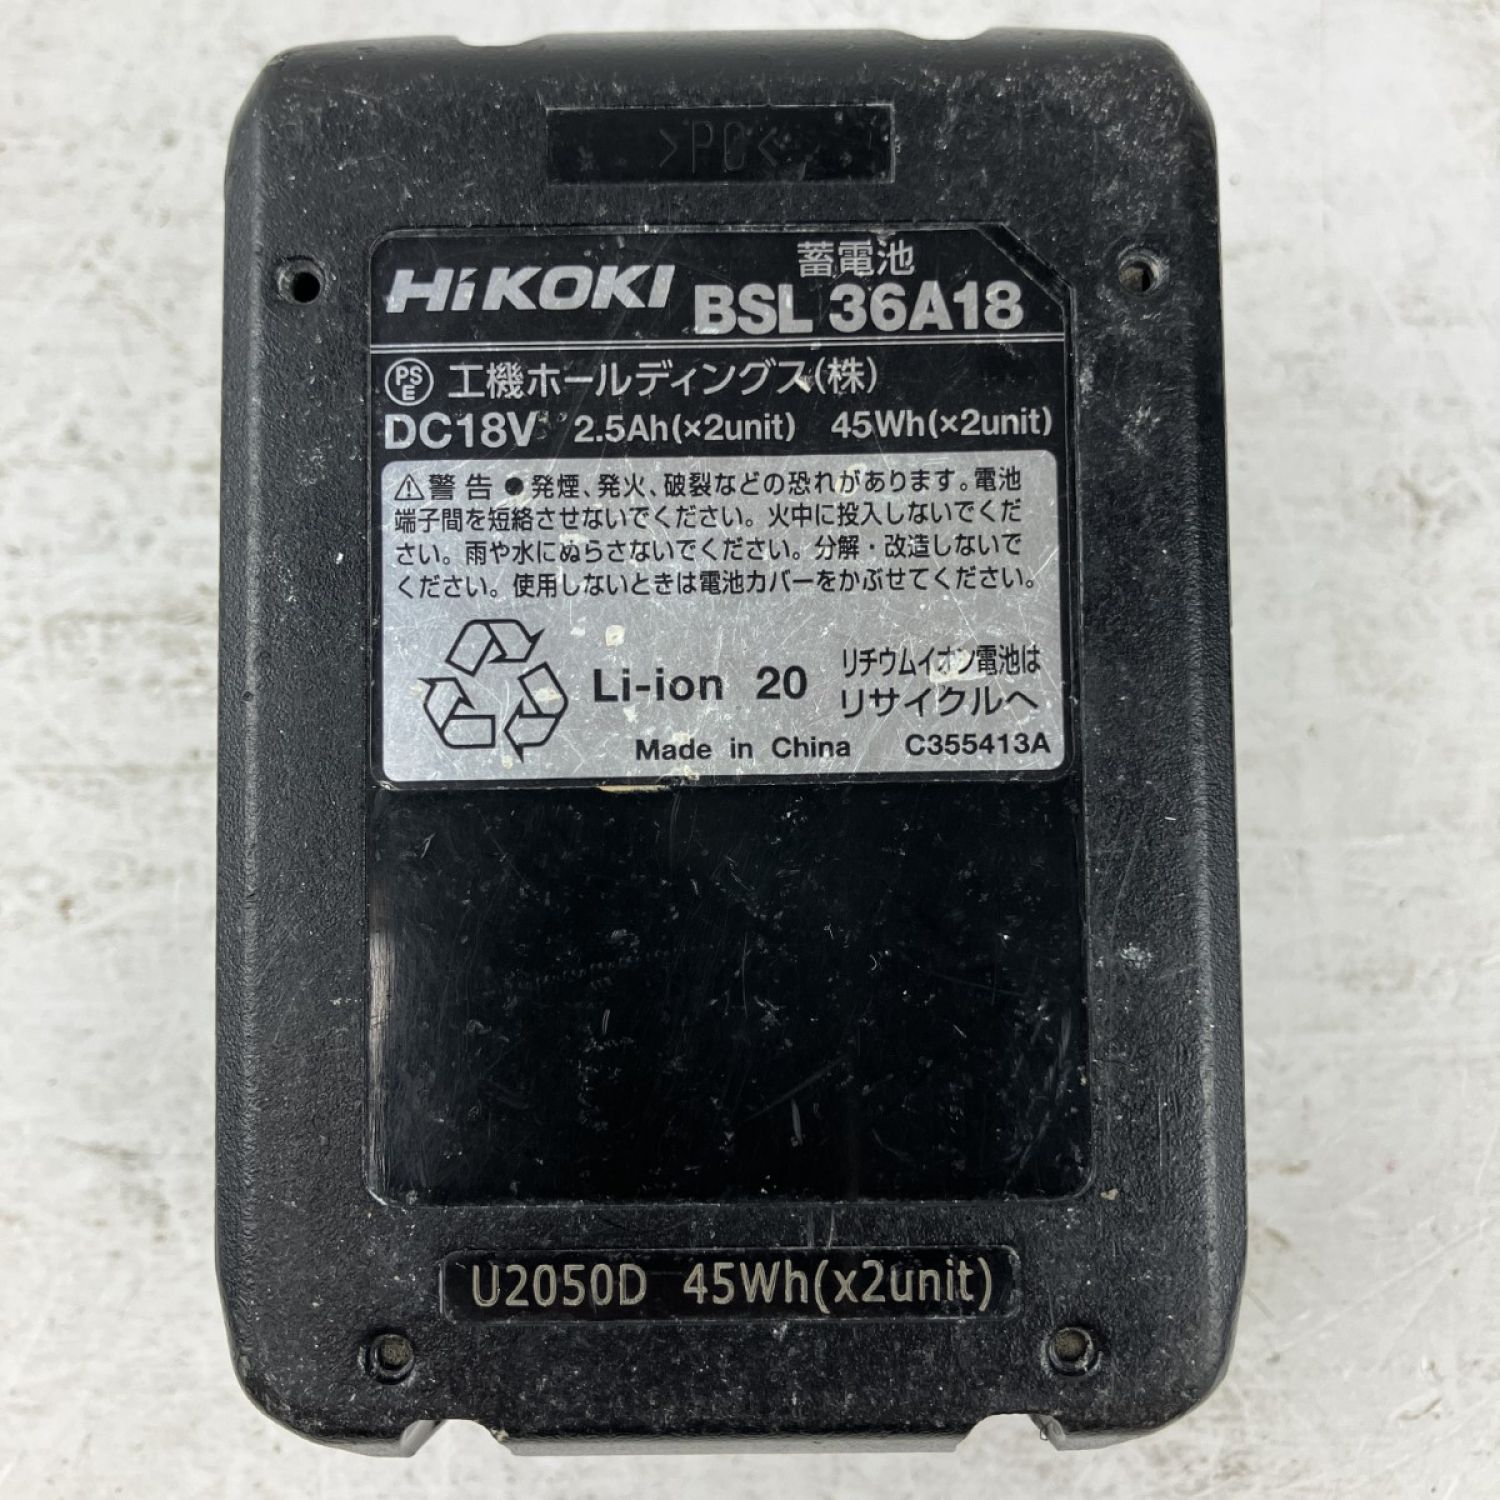 >PC<
HiKOKI 蓄電池
BSL 36A18
PSE 工機ホールディングス(株)
DC18V 2.5Ah(×2unit) 45Wh(×2unit)
⚠警告 ●発煙、発火、破裂などの恐れがあります。電池
端子間を短絡させないでください。火中に投入しないでくだ
さい。雨や水にぬらさないでください。分解・改造しないで
ください。使用しないときは電池カバーをかぶせてください。
Li-ion 20 リチウムイオン電池は
リサイクルへ
Made in China C355413A
U2050D 45Wh(x2unit)